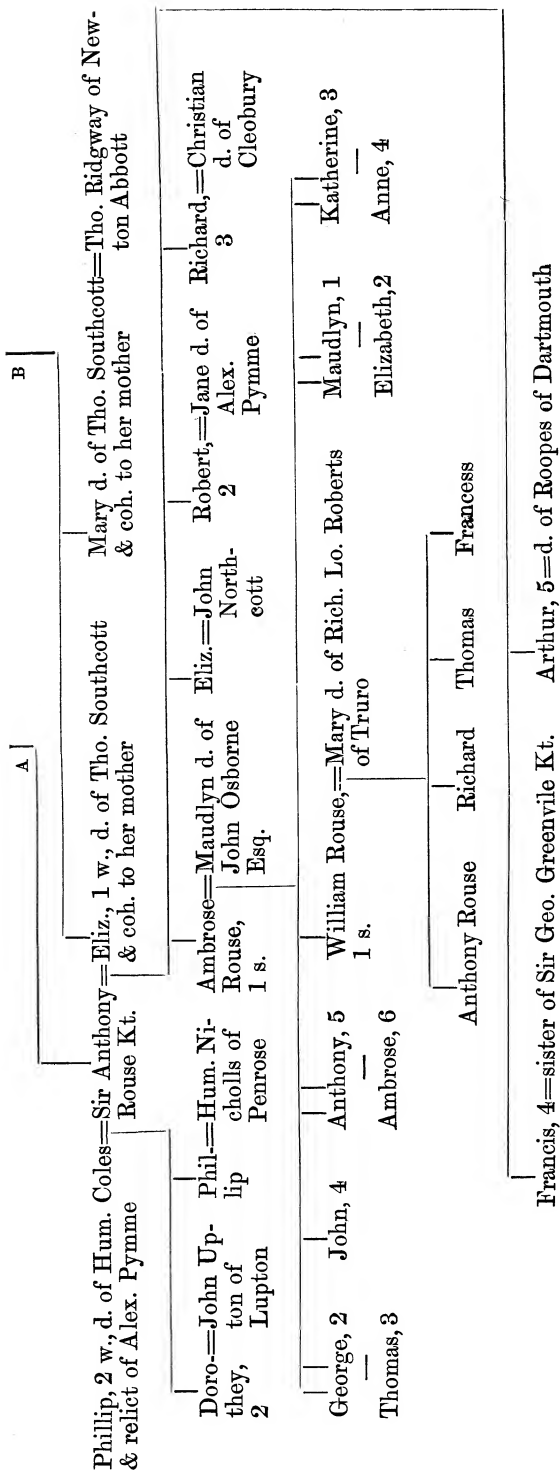 A
B
Phillip, 2 w., d. of Hum. Coles=Sir Anthony=Eliz., 1 w., d. of Tho. Southcott
& relict of Alex. Pymme
Rouse Kt.
& coh. to her mother
Mary d. of Tho. Southcott=Tho. Ridgway of New-
& coh. to her mother
ton Abbott
Doro-=John Up-
they,
ton of
2
Lupton
Phil-=Hum. Ni-
lip
cholls of
Penrose
Ambrose=Maudlyn d. of
Rouse,
John Osborne
1 s.
Esq.
Eliz.=John
North-
cott
Robert,=Jane d. of
2
Alex.
Pymme
Richard,=Christian
3
d. of
Cleobury
George, 2
—
Thomas, 3
John, 4
Anthony, 5
—
Ambrose, 6
William Rouse,=Mary d. of Rich. Lo. Roberts
1 s.
of Truro
Maudlyn, 1
—
Elizabeth, 2
Katherine, 3
—
Anne, 4
Anthony Rouse
Richard
Thomas
Francess
Francis, 4=sister of Sir Geo. Greenvile Kt.
Arthur, 5=d. of Roopes of Dartmouth